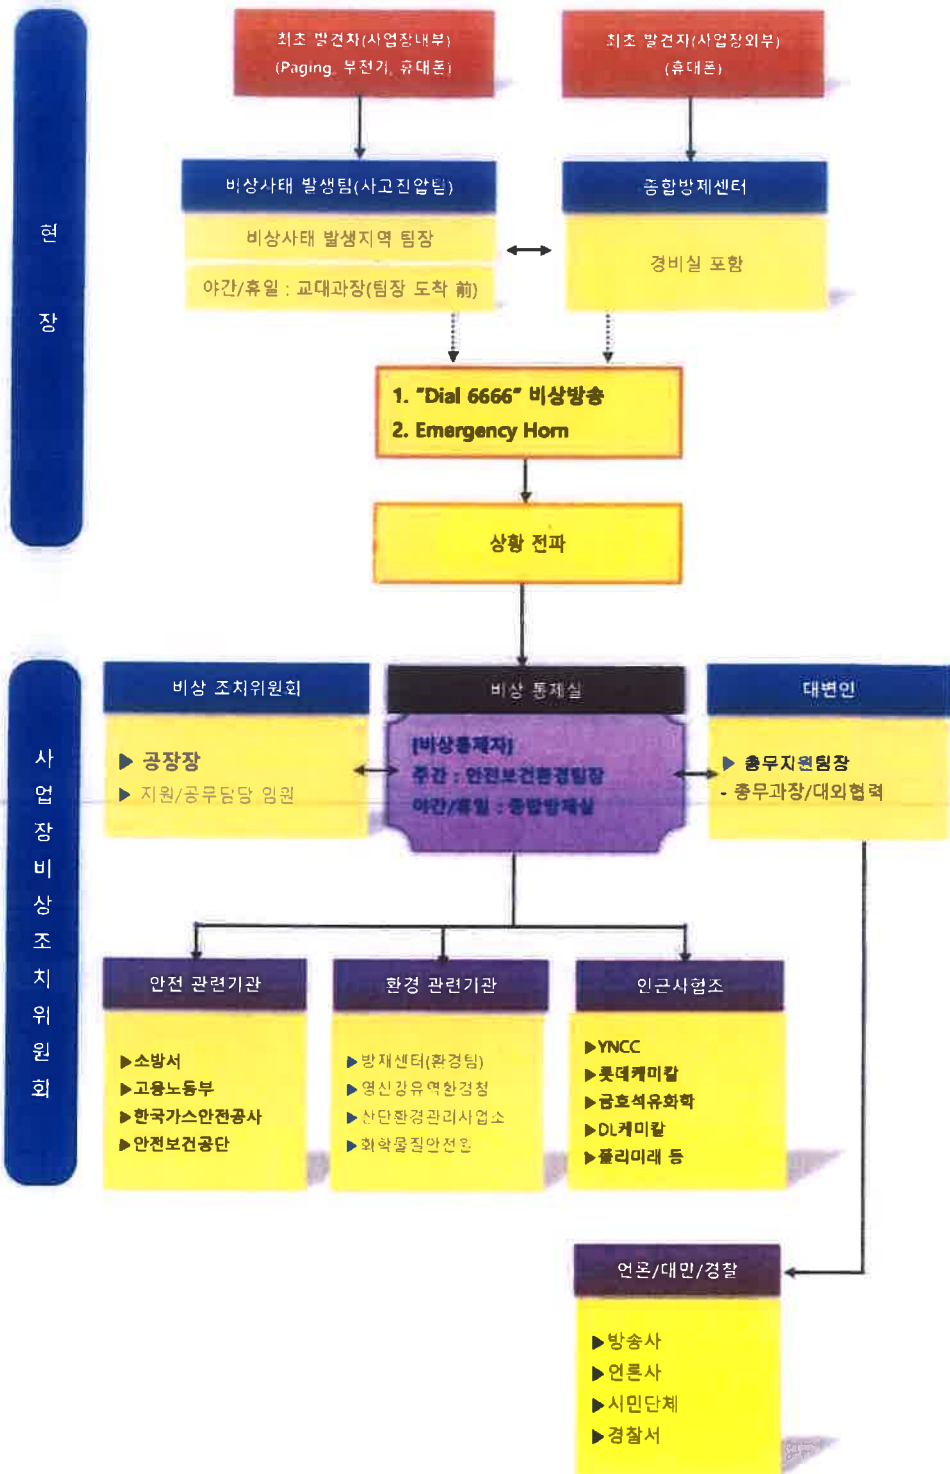 현
장
최초 발견자(사업장내부)
(Paging, 무전기, 휴대폰)
최초 발견자(사업장외부)
(휴대폰)
비상사태 발생팀(사고진압팀)
비상사태 발생지역 팀장
야간/휴일 : 교대과장(팀장 도착 前)
종합방제센터
경비실 포함
1. "Dial 6666" 비상방송
2. Emergency Horn
상황 전파
사
업
장
비
상
조
치
위
원
회
비상 조치위원회
▶ 공장장
▶ 지원/공무담당 임원
비상 통제실
[비상통제자]
주간 : 안전보건환경팀장
야간/휴일 : 종합방제실
대변인
▶ 총무지원팀장
- 총무과장/대외협력
안전 관련기관
▶소방서
▶고용노동부
▶한국가스안전공사
▶안전보건공단
환경 관련기관
▶방재센터(환경팀)
▶영산강유역환경청
▶산단환경관리사업소
▶화학물질안전원
인근사협조
▶YNCC
▶롯데케미칼
▶금호석유화학
▶DL케미칼
▶폴리미래 등
언론/대민/경찰
▶방송사
▶언론사
▶시민단체
▶경찰서